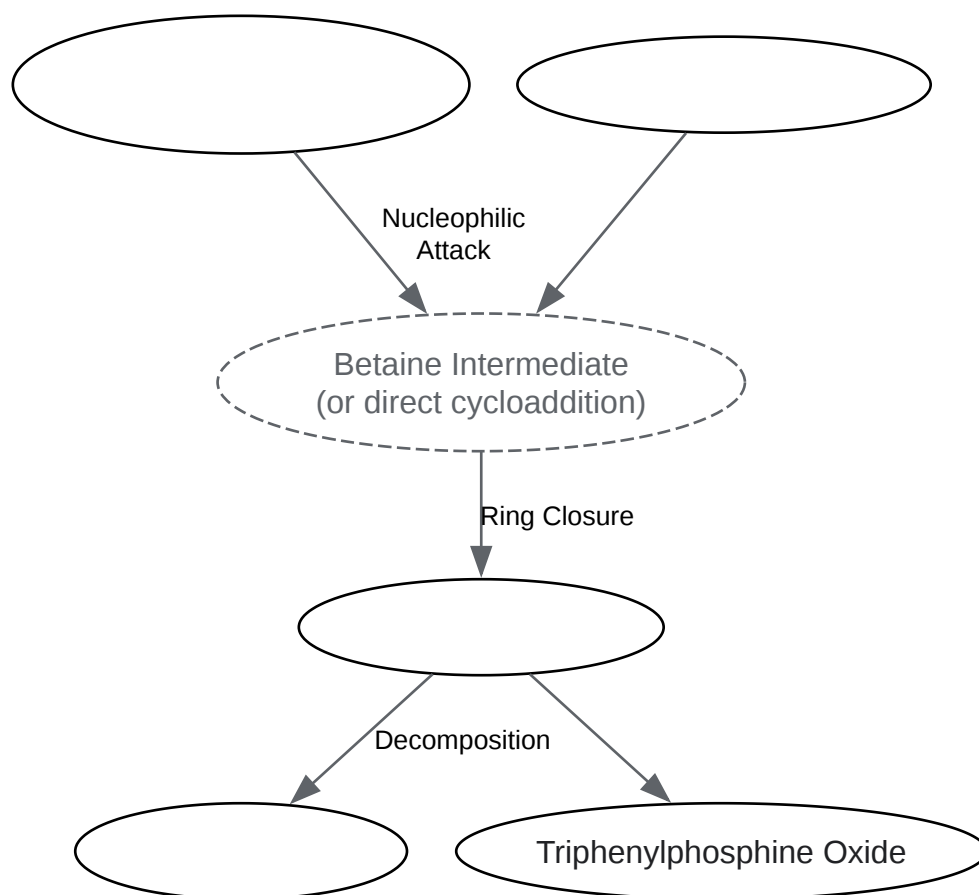 Nucleophilic
Attack
Betaine Intermediate
(or direct cycloaddition)
Ring Closure
Decomposition
Triphenylphosphine Oxide